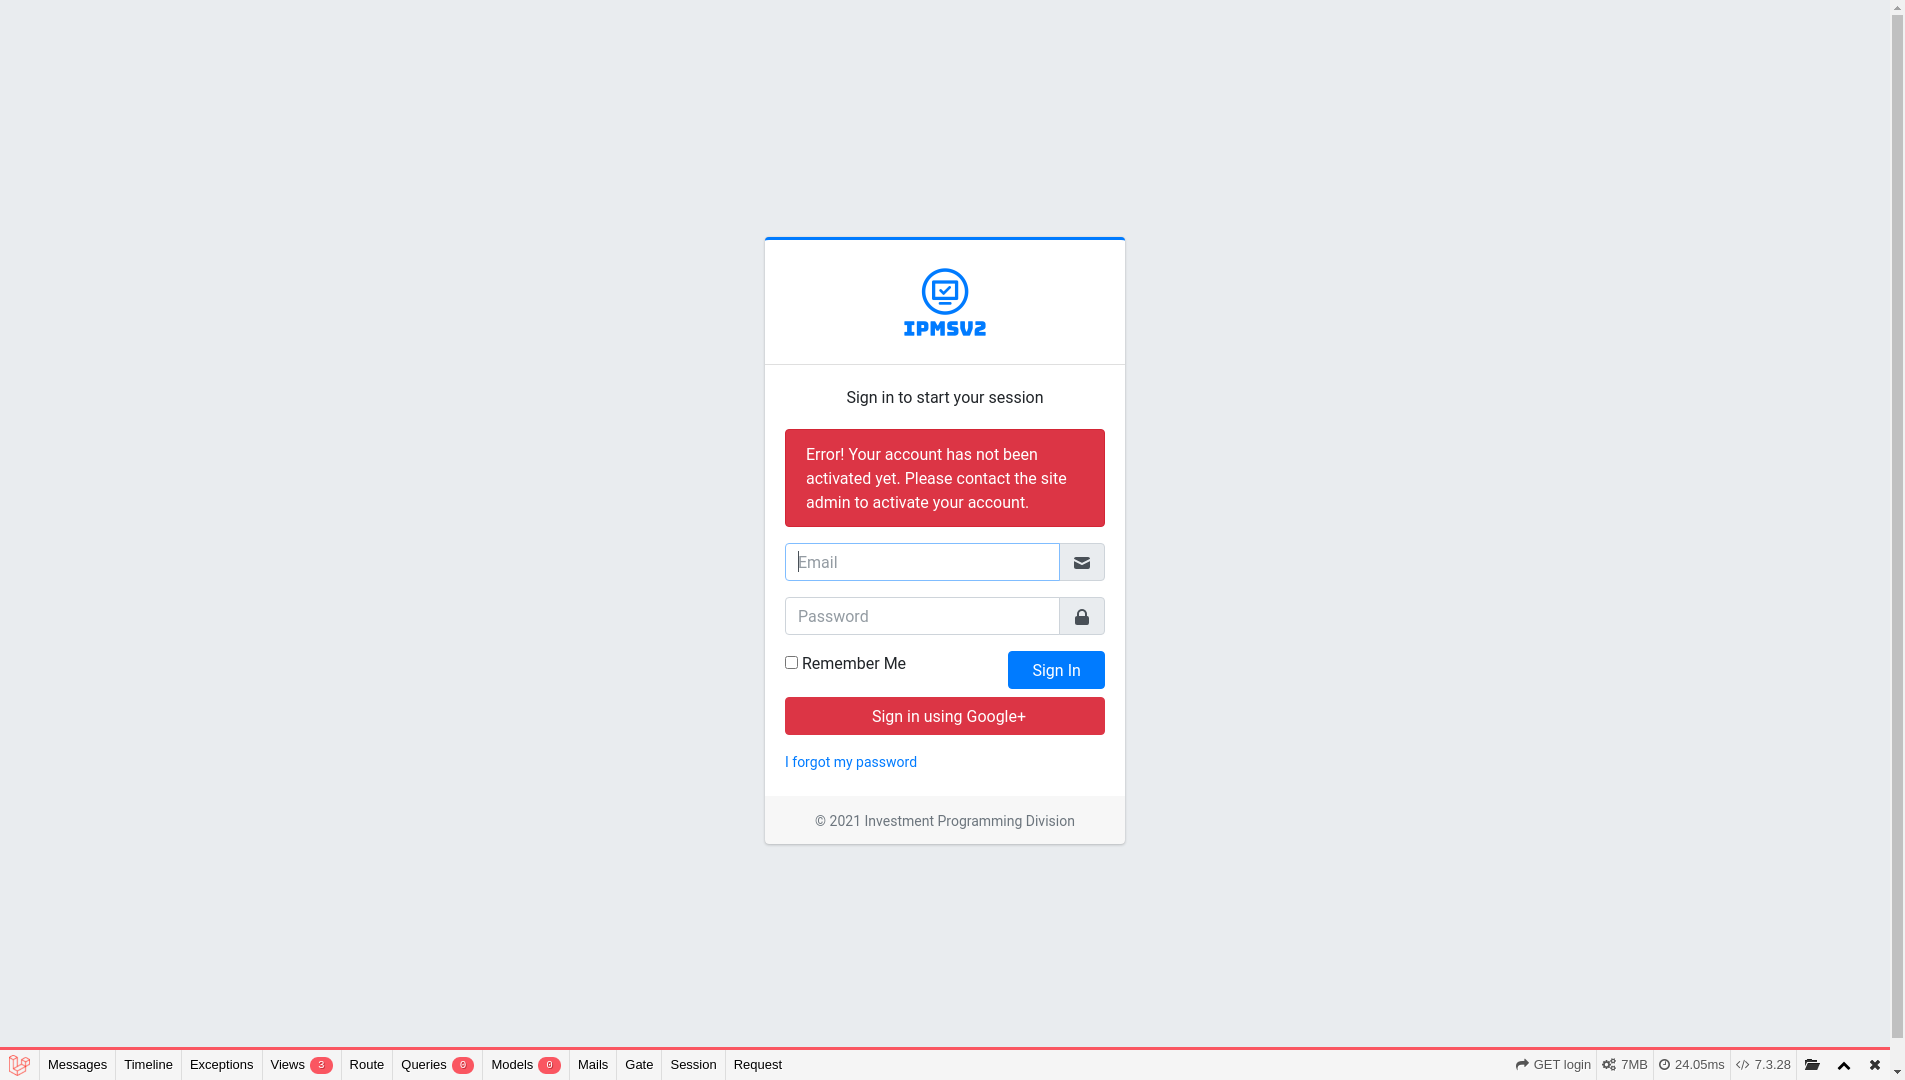 IPMSV2
Sign in to start your session
Error! Your account has not been
activated yet. Please contact the site
admin to activate your account.
Email
Password
Remember Me
Sign In
Sign in using Google+
I forgot my password
© 2021 Investment Programming Division
Messages Timeline Exceptions Views 3 Route Queries 0 Models 0 Mails Gate Session Request GET login 7MB 24.05ms 7.3.28